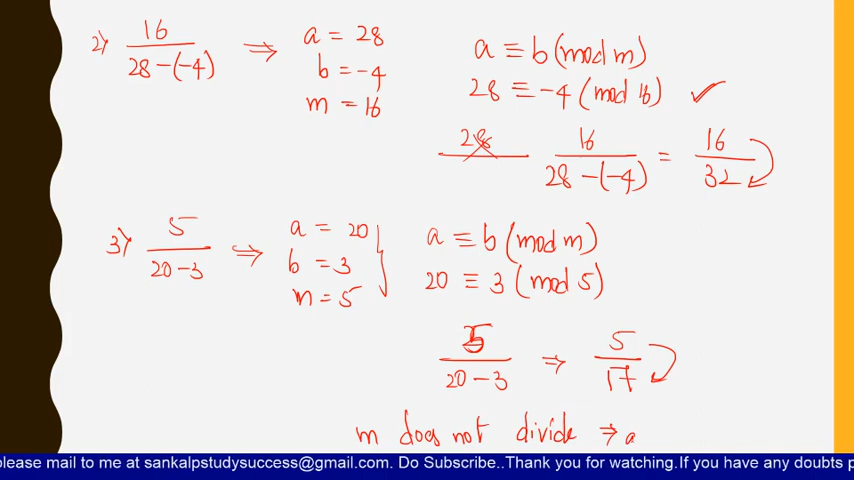 2) 16/(28-(-4)) ⇒ a = 28
b = -4
m = 16
a ≡ b (mod m)
28 ≡ -4 (mod 16) ✓
28
16/(28-(-4)) = 16/32
3) 5/(20-3) ⇒ a = 20
b = 3
m = 5
a ≡ b (mod m)
20 ≡ 3 (mod 5)
5/(20-3) ⇒ 5/17
m does not divide ⇒ a
please mail to me at sankalpstudysuccess@gmail.com. Do Subscribe..Thank you for watching.If you have any doubts p